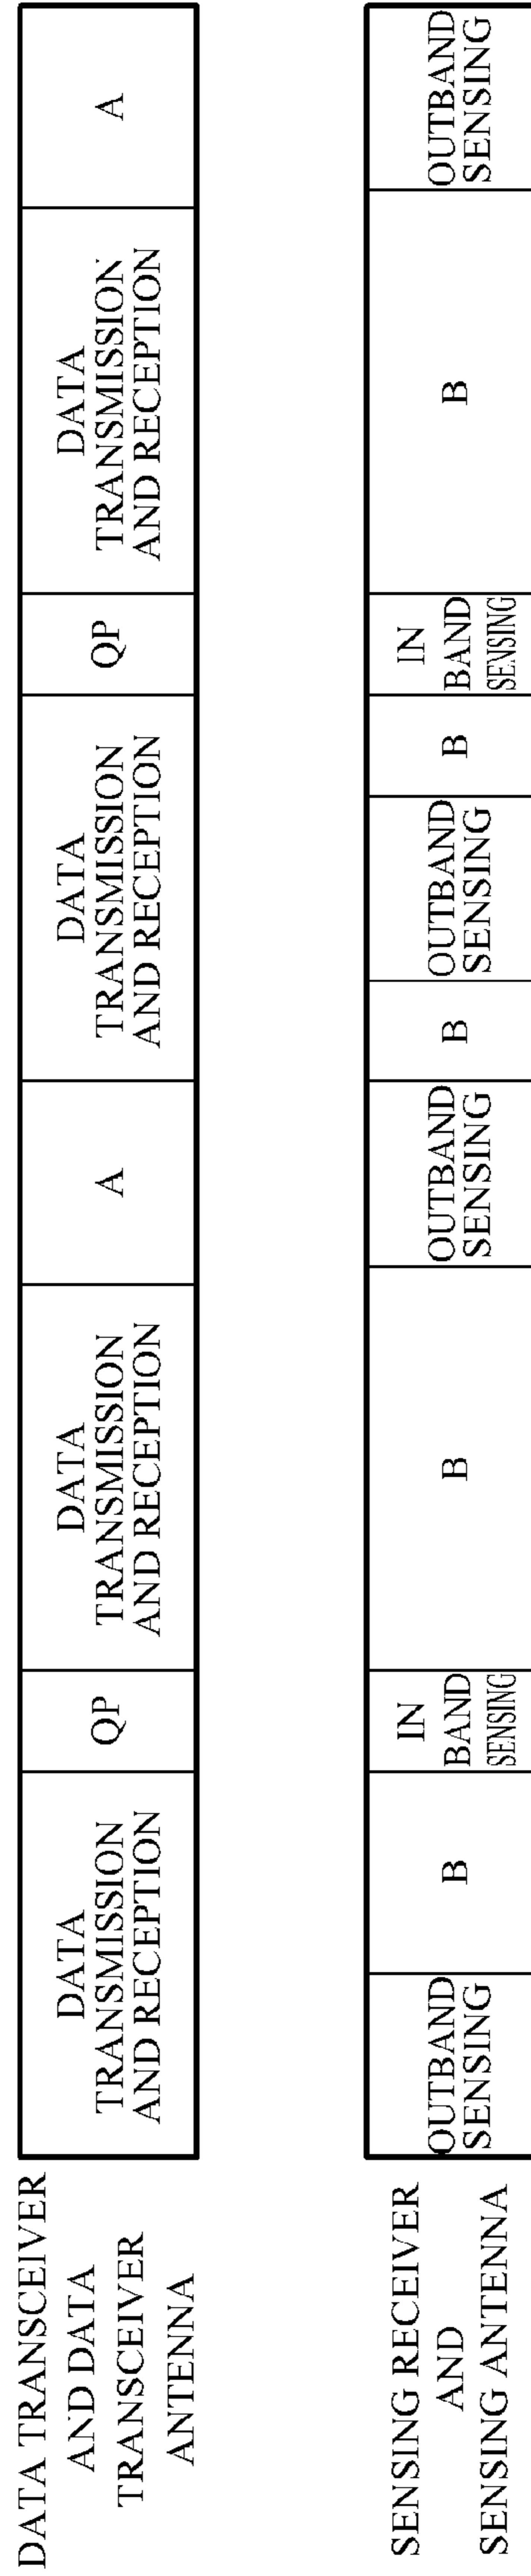 DATA TRANSCEIVER
AND DATA
TRANSCEIVER
ANTENNA
DATA
TRANSMISSION
AND RECEPTION
QP
DATA
TRANSMISSION
AND RECEPTION
A
DATA
TRANSMISSION
AND RECEPTION
QP
DATA
TRANSMISSION
AND RECEPTION
A
SENSING RECEIVER
AND
SENSING ANTENNA
OUTBAND
SENSING
B
IN
BAND
SENSING
B
OUTBAND
SENSING
B
OUTBAND
SENSING
B
IN
BAND
SENSING
B
OUTBAND
SENSING